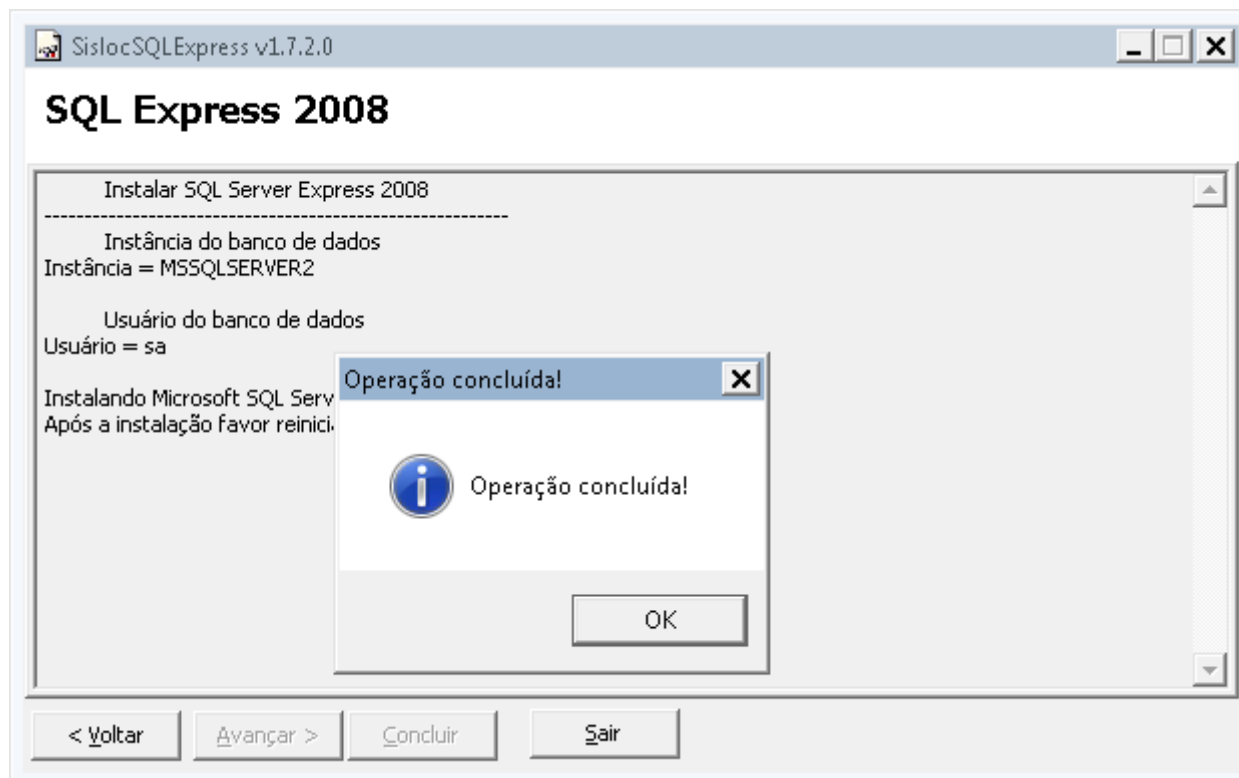 SislocSQLExpress v1.7.2.0
SQL Express 2008
Instalar SQL Server Express 2008
----------------------------------------------------------
Instância do banco de dados
Instância = MSSQLSERVER2
Usuário do banco de dados
Usuário = sa
Instalando Microsoft SQL Serv
Após a instalação favor reinici
Operação concluída!
Operação concluída!
OK
< Voltar
Avançar >
Concluir
Sair